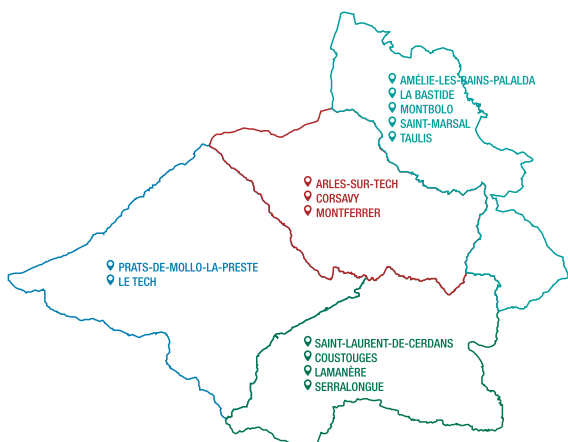 AMÉLIE-LES-BAINS-PALALDA
LA BASTIDE
MONTBOLO
SAINT-MARSAL
TAULIS
ARLES-SUR-TECH
CORSAVY
MONTFERRER
PRATS-DE-MOLLO-LA-PRESTE
LE TECH
SAINT-LAURENT-DE-CERDANS
COUSTOUGES
LAMANÈRE
SERRALONGUE